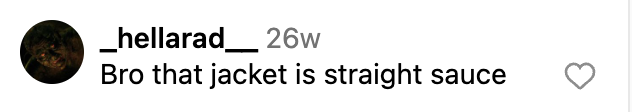 _hellarad__ 26w
Bro that jacket is straight sauce